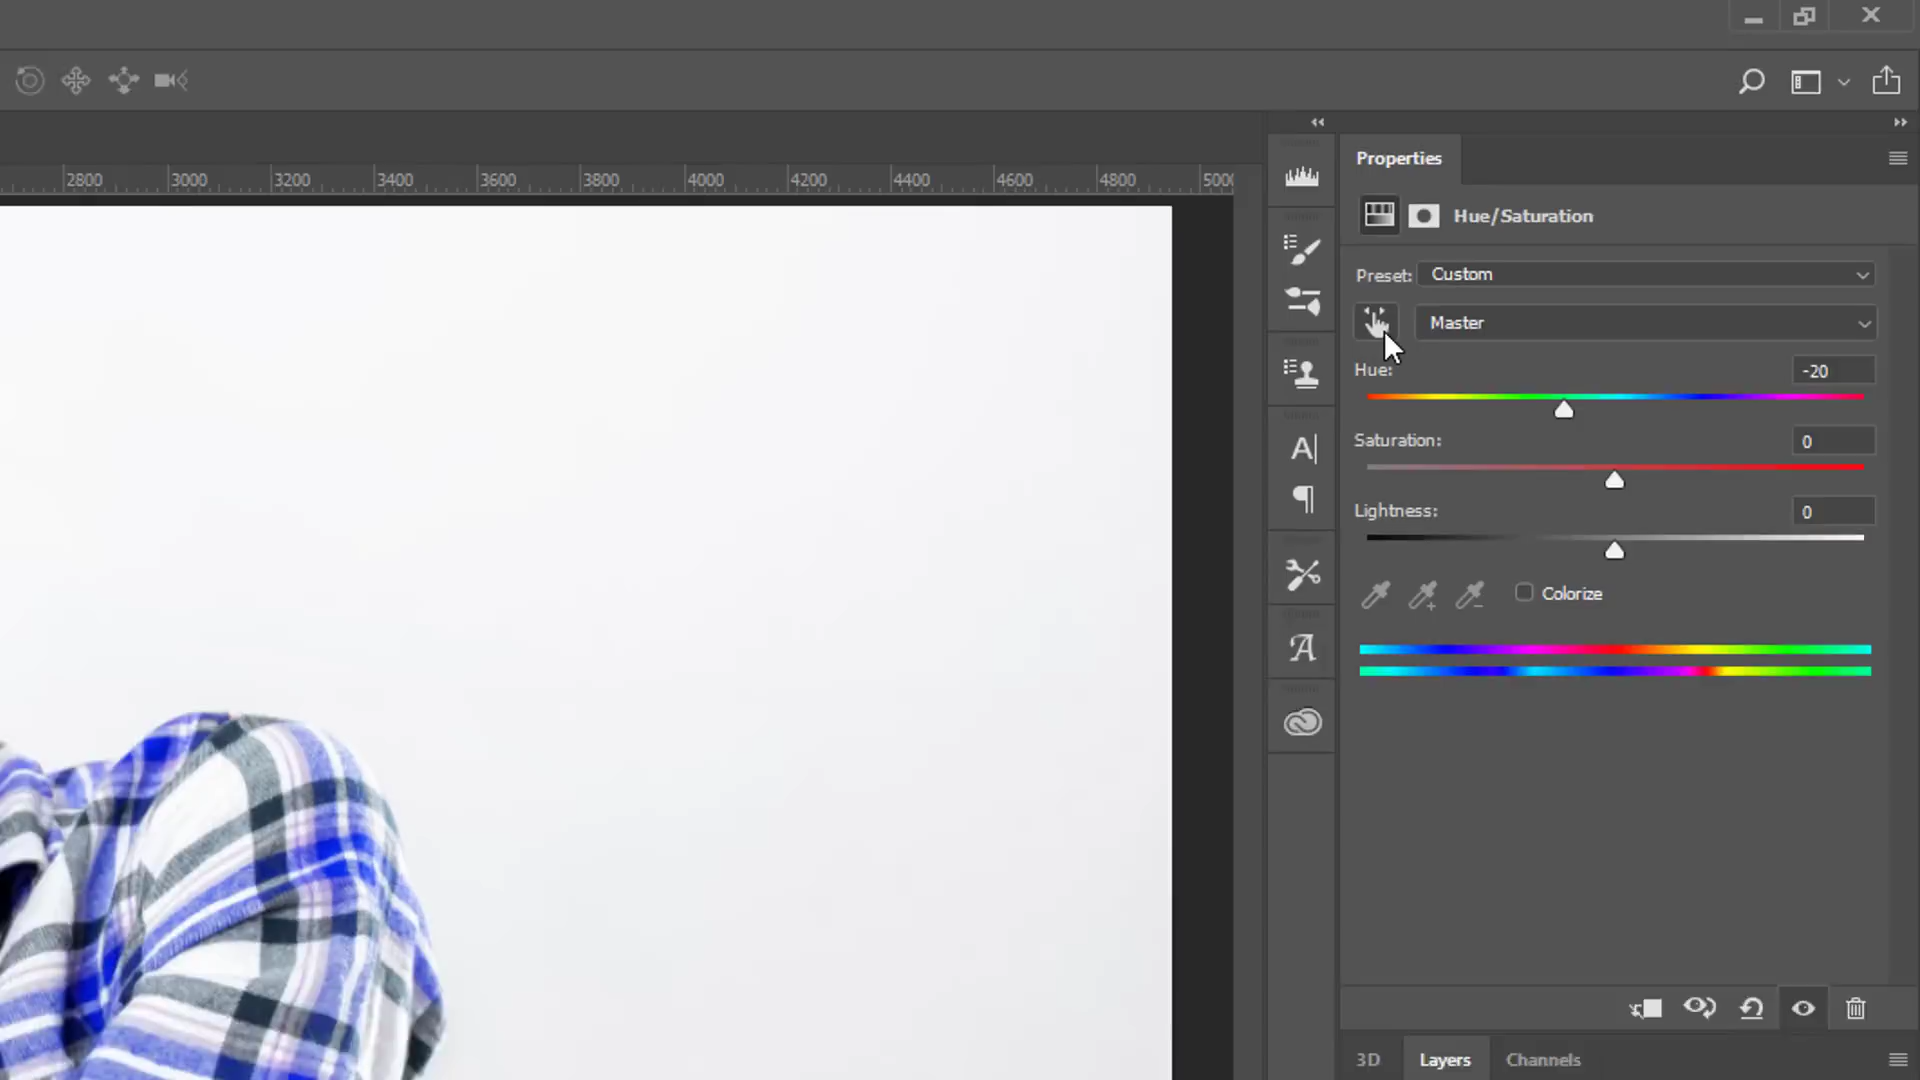 2800 3000 3200 3400 3600 3800 4000 4200 4400 4600 4800 5000
Properties
Hue/Saturation
Preset: Custom
Master
Hue: -20
Saturation: 0
Lightness: 0
Colorize
3D Layers Channels